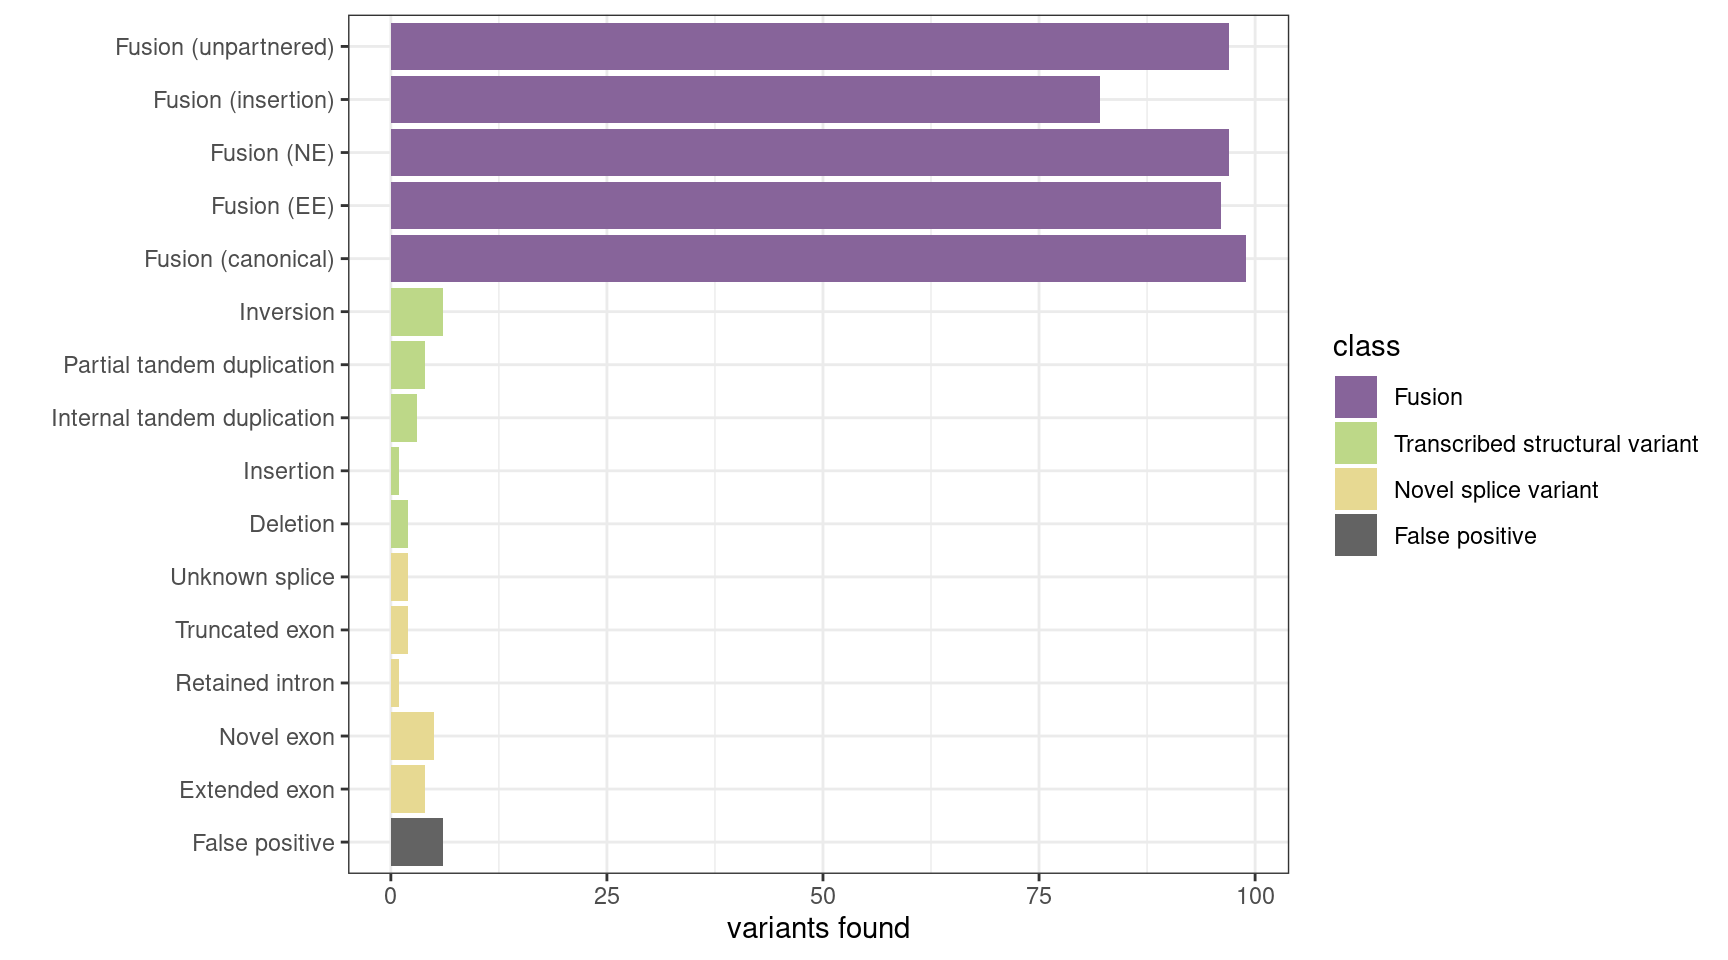 Fusion (unpartnered)
Fusion (insertion)
Fusion (NE)
Fusion (EE)
Fusion (canonical)
Inversion
Partial tandem duplication
Internal tandem duplication
Insertion
Deletion
Unknown splice
Truncated exon
Retained intron
Novel exon
Extended exon
False positive
0 25 50 75 100
variants found
class
Fusion
Transcribed structural variant
Novel splice variant
False positive